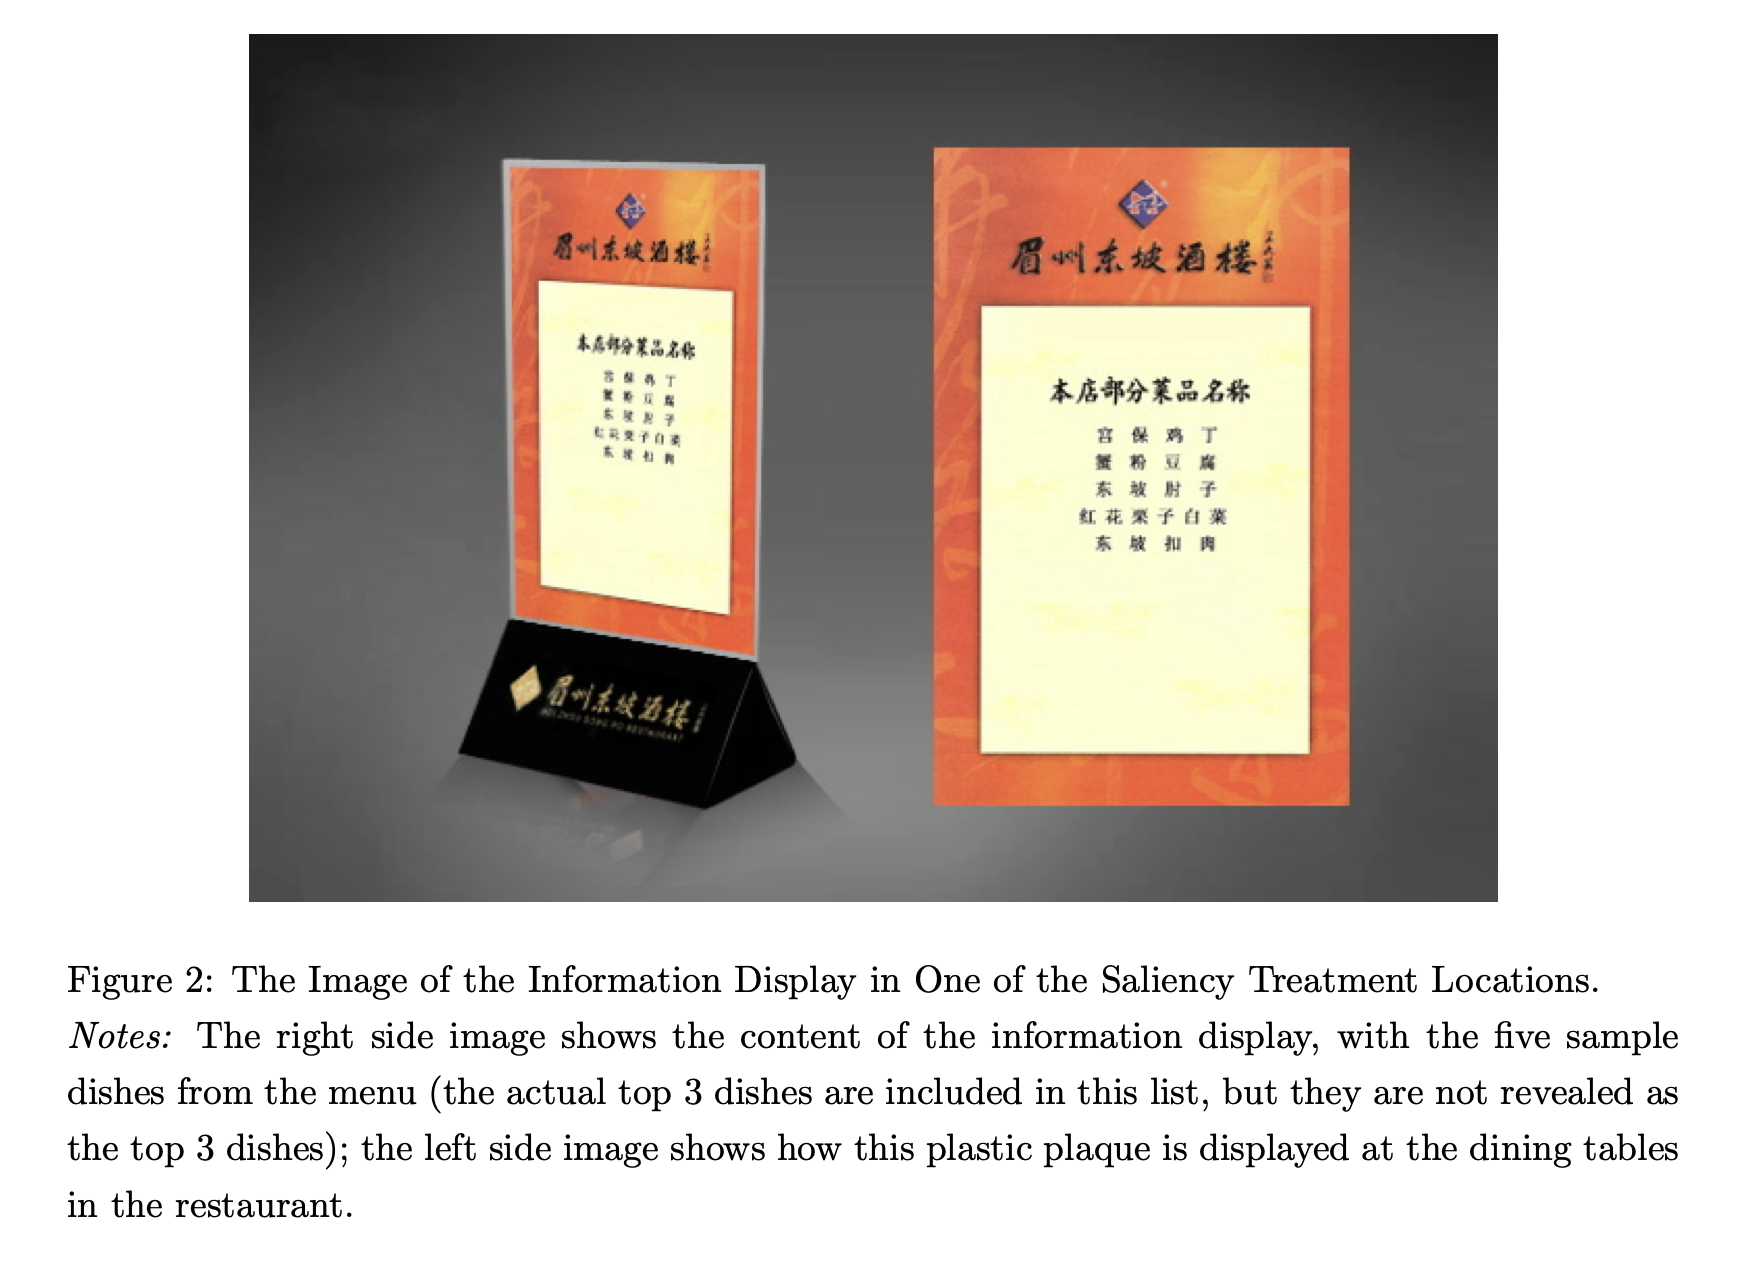 眉州东坡酒楼
本店部分菜品名称
宫保鸡丁
蟹粉豆腐
东坡肘子
红花栗子白菜
东坡扣肉
眉州东坡酒楼
MEI ZHOU DONG PO RESTAURANT
眉州东坡酒楼
本店部分菜品名称
宫保鸡丁
蟹粉豆腐
东坡肘子
红花栗子白菜
东坡扣肉
Figure 2: The Image of the Information Display in One of the Saliency Treatment Locations.
Notes: The right side image shows the content of the information display, with the five sample
dishes from the menu (the actual top 3 dishes are included in this list, but they are not revealed as
the top 3 dishes); the left side image shows how this plastic plaque is displayed at the dining tables
in the restaurant.